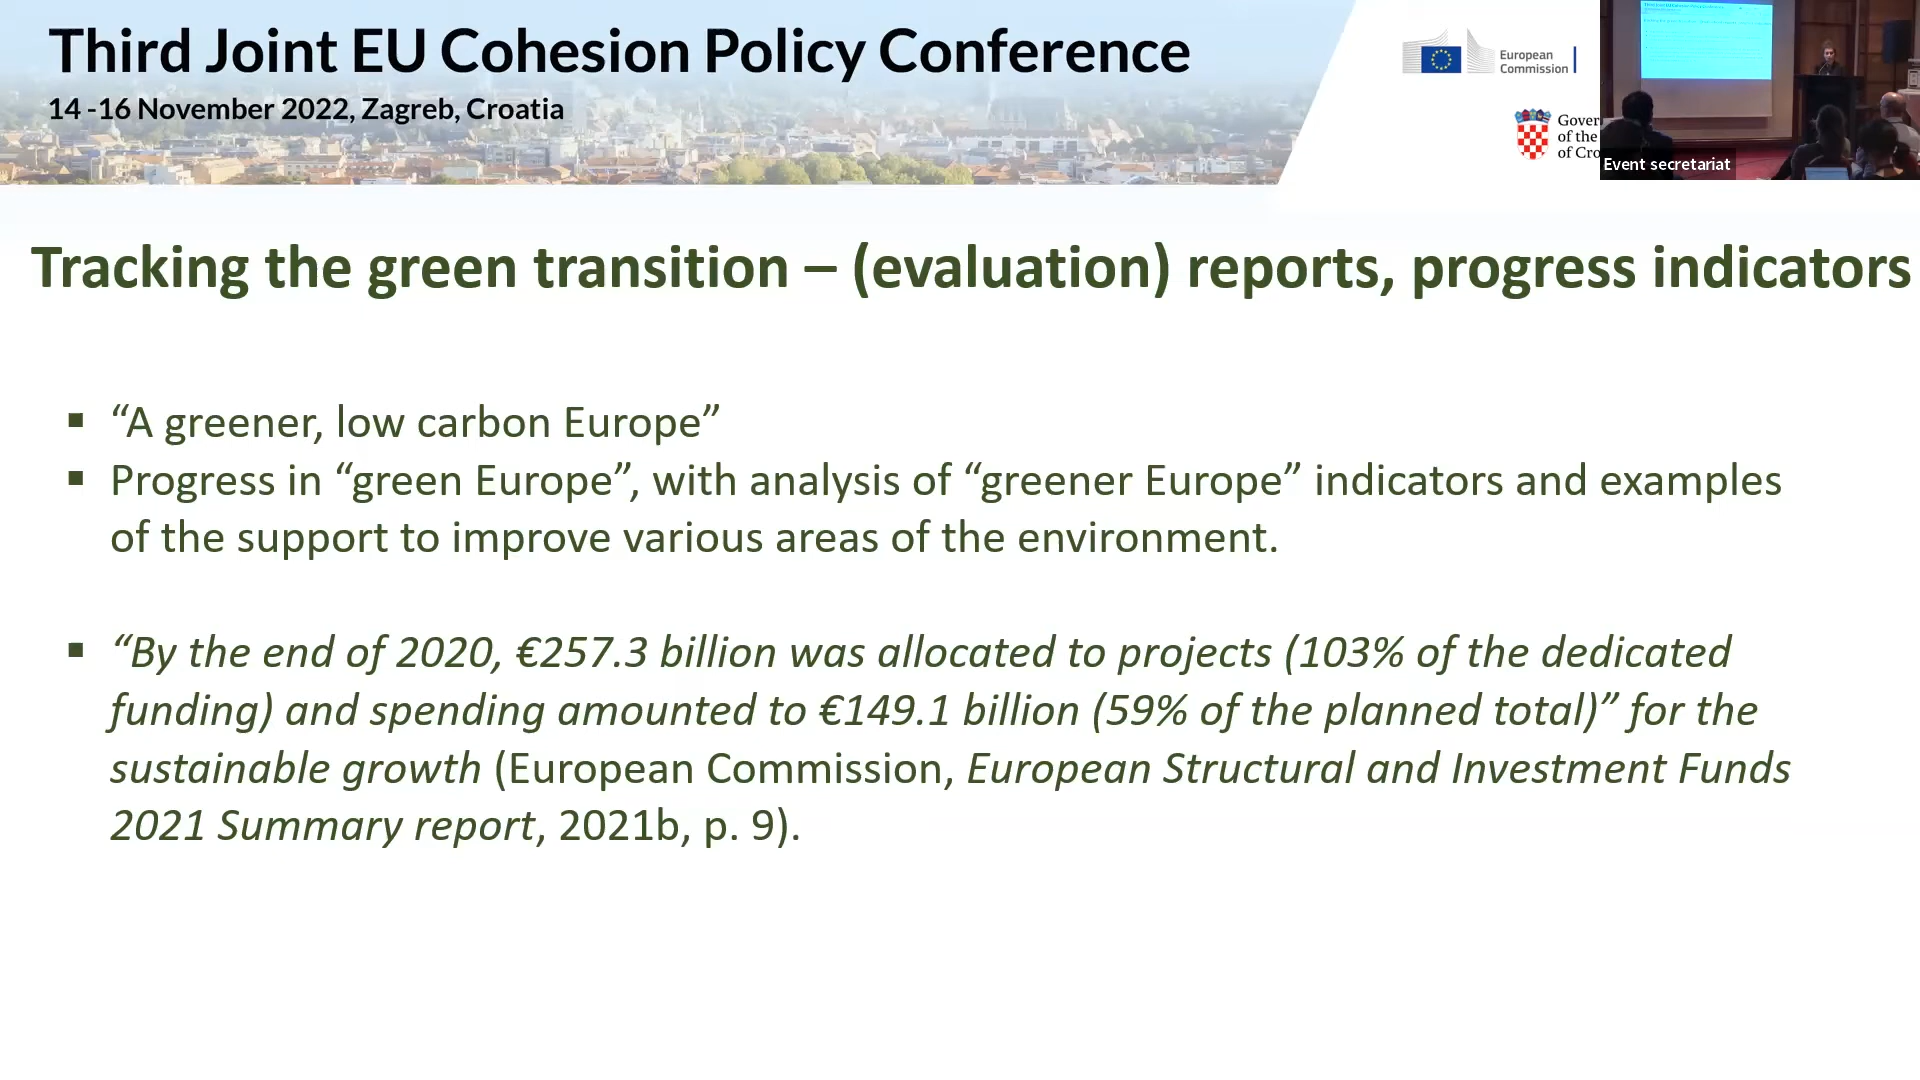 Third Joint EU Cohesion Policy Conference
14 -16 November 2022, Zagreb, Croatia
European
Commission
of the
Event secretariat
Tracking the green transition – (evaluation) reports, progress indicators
▪ “A greener, low carbon Europe”
▪ Progress in “green Europe”, with analysis of “greener Europe” indicators and examples
of the support to improve various areas of the environment.
▪ “By the end of 2020, €257.3 billion was allocated to projects (103% of the dedicated
funding) and spending amounted to €149.1 billion (59% of the planned total)” for the
sustainable growth (European Commission, European Structural and Investment Funds
2021 Summary report, 2021b, p. 9).